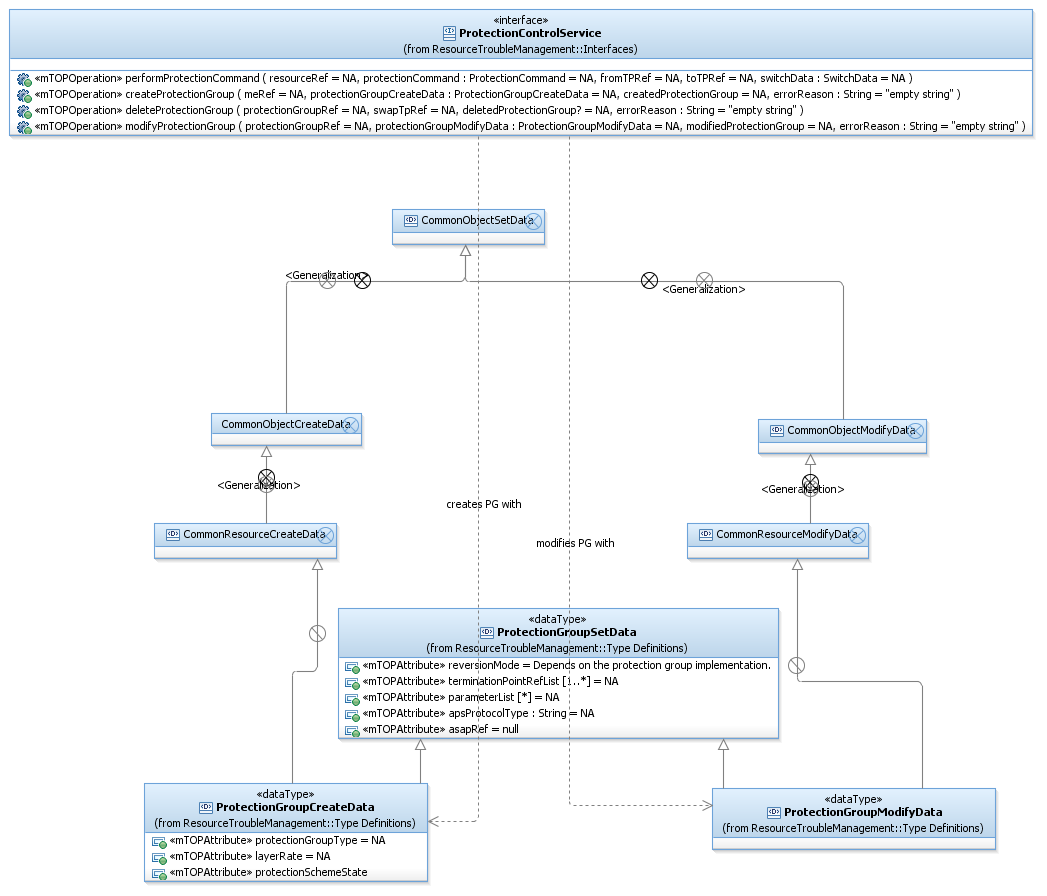 «interface»
ProtectionControlService
(from ResourceTroubleManagement::Interfaces)
«mTOPOperation» performProtectionCommand ( resourceRef = NA, protectionCommand : ProtectionCommand = NA, fromTPRef = NA, toTPRef = NA, switchData : SwitchData = NA )
«mTOPOperation» createProtectionGroup ( meRef = NA, protectionGroupCreateData : ProtectionGroupCreateData = NA, createdProtectionGroup = NA, errorReason : String = "empty string" )
«mTOPOperation» deleteProtectionGroup ( protectionGroupRef = NA, swapTpRef = NA, deletedProtectionGroup? = NA, errorReason : String = "empty string" )
«mTOPOperation» modifyProtectionGroup ( protectionGroupRef = NA, protectionGroupModifyData : ProtectionGroupModifyData = NA, modifiedProtectionGroup = NA, errorReason : String = "empty string" )
CommonObjectSetData
<Generalization
<Generalization>
CommonObjectCreateData
CommonObjectModifyData
<Generalization>
<Generalization>
creates PG with
CommonResourceCreateData
CommonResourceModifyData
modifies PG with
«dataType»
ProtectionGroupSetData
(from ResourceTroubleManagement::Type Definitions)
«mTOPAttribute» reversionMode = Depends on the protection group implementation.
«mTOPAttribute» terminationPointRefList [1..*] = NA
«mTOPAttribute» parameterList [*] = NA
«mTOPAttribute» apsProtocolType : String = NA
«mTOPAttribute» asapRef = null
«dataType»
ProtectionGroupCreateData
(from ResourceTroubleManagement::Type Definitions)
«mTOPAttribute» protectionGroupType = NA
«mTOPAttribute» layerRate = NA
«mTOPAttribute» protectionSchemeState
«dataType»
ProtectionGroupModifyData
(from ResourceTroubleManagement::Type Definitions)